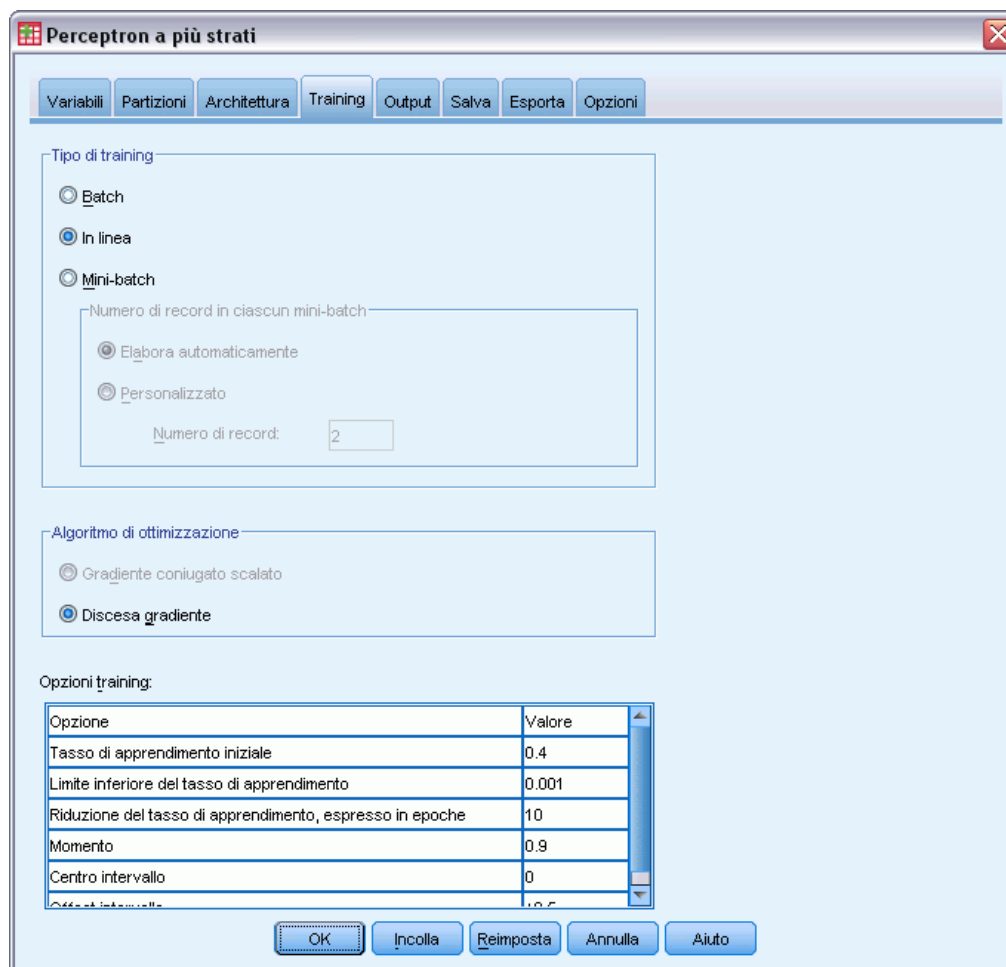 Perceptron a più strati
Variabili Partizioni Architettura Training Output Salva Esporta Opzioni
Tipo di training
Batch
In linea
Mini-batch
Numero di record in ciascun mini-batch
Elabora automaticamente
Personalizzato
Numero di record: 2
Algoritmo di ottimizzazione
Gradiente coniugato scalato
Discesa gradiente
Opzioni training:
Opzione Valore
Tasso di apprendimento iniziale 0.4
Limite inferiore del tasso di apprendimento 0.001
Riduzione del tasso di apprendimento, espresso in epoche 10
Momento 0.9
Centro intervallo 0
Offset intervallo
OK Incolla Reimposta Annulla Aiuto